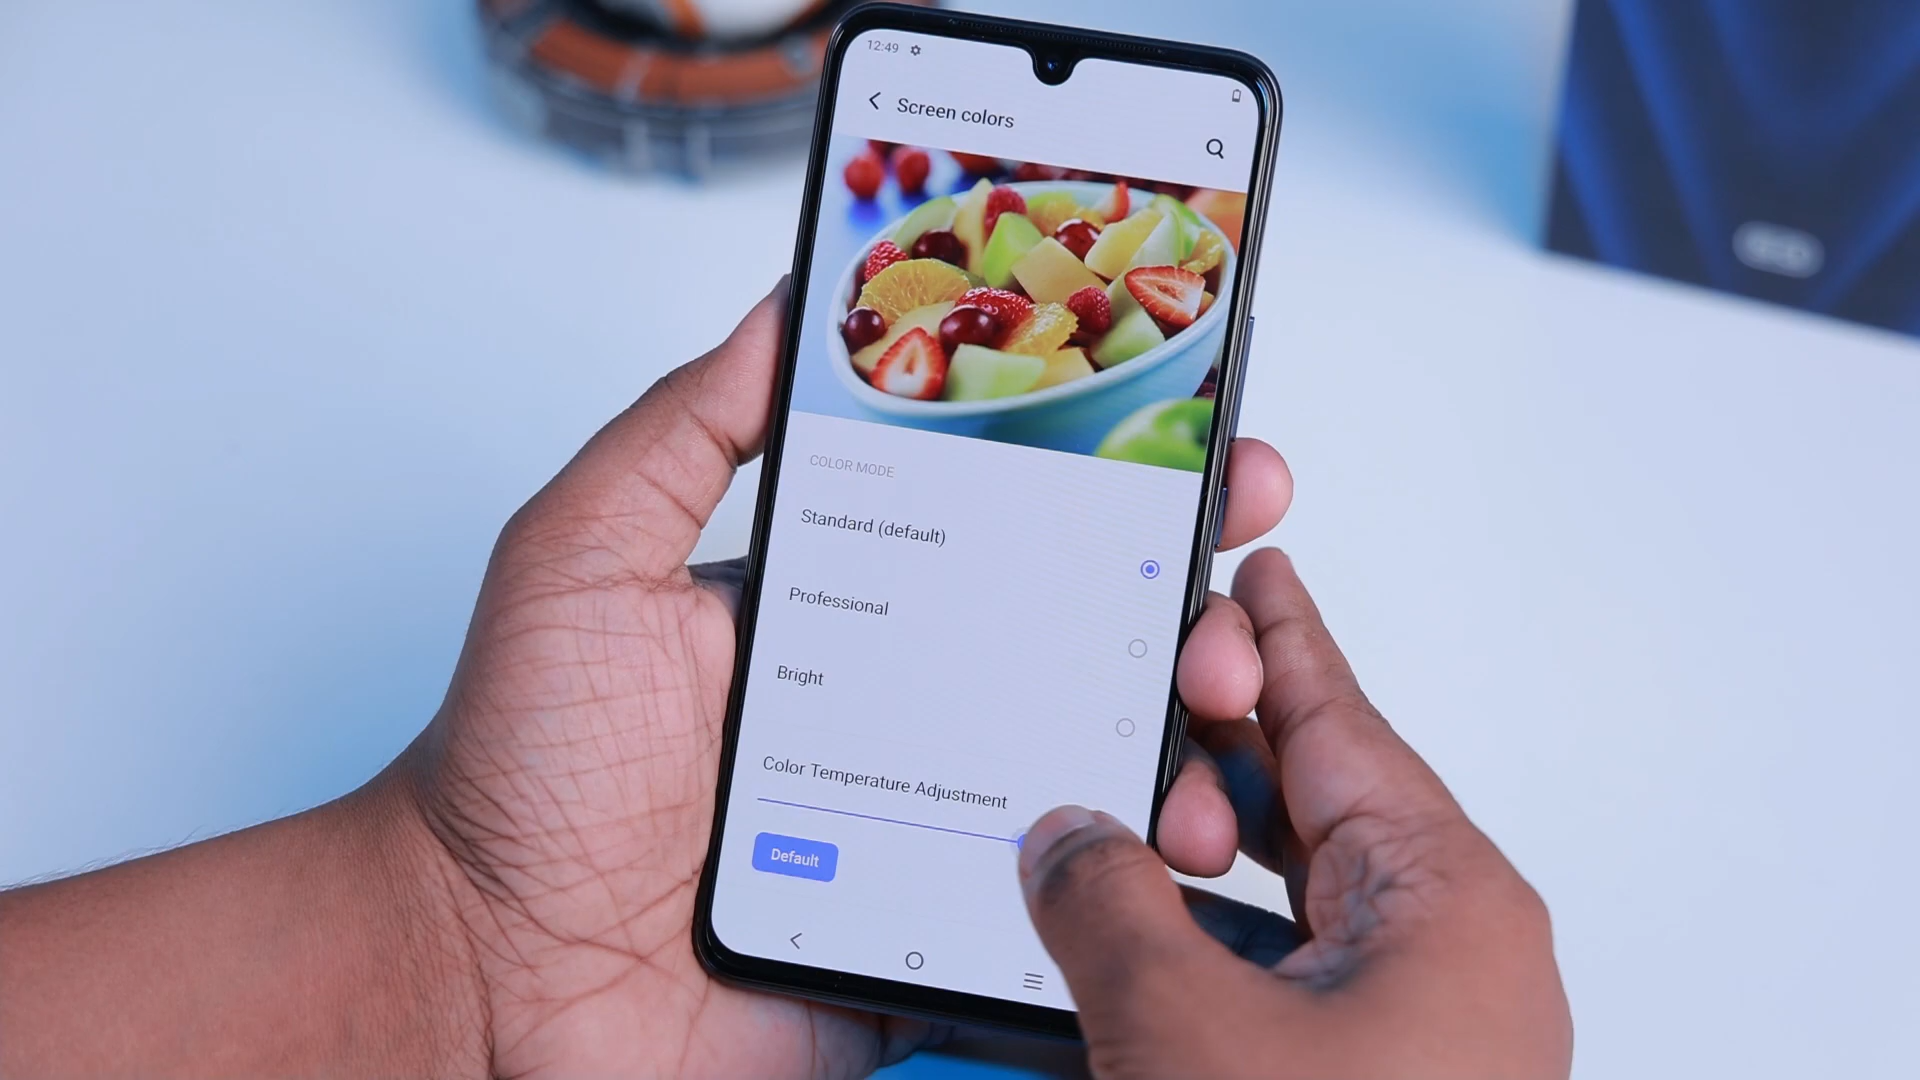 12:49
Screen colors
COLOR MODE
Standard (default)
Professional
Bright
Color Temperature Adjustment
Default